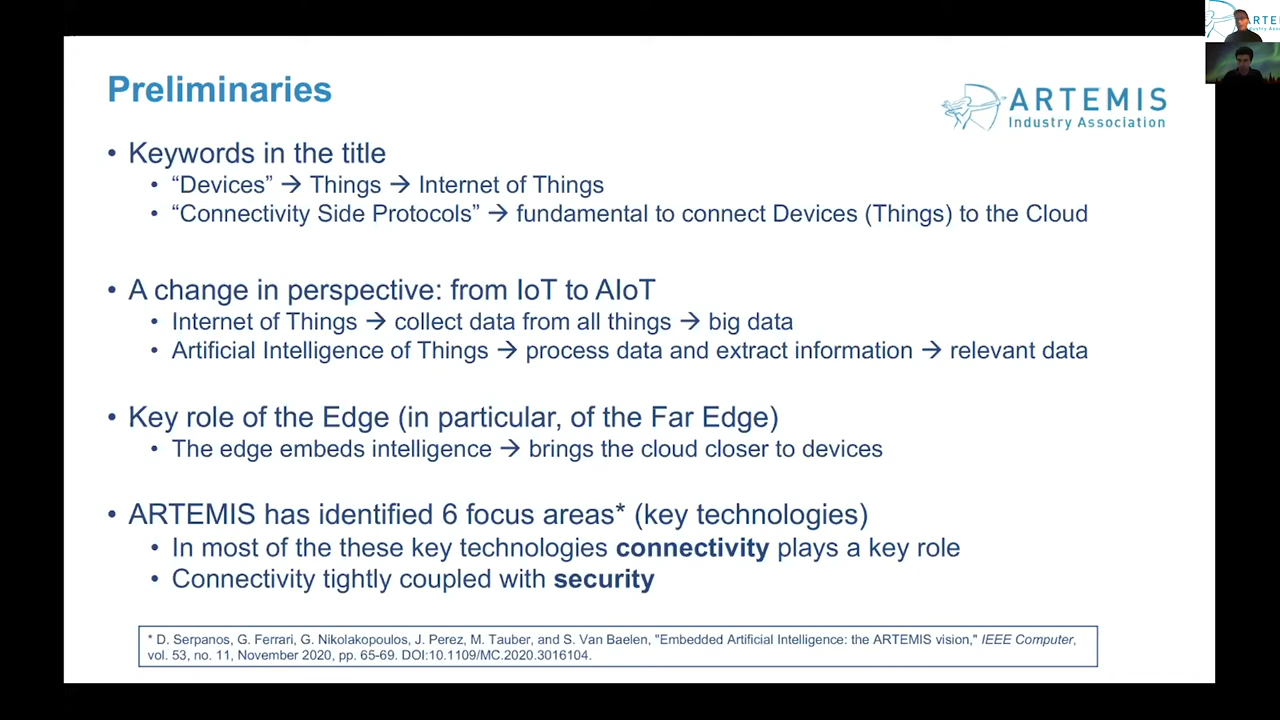 Preliminaries
ARTEMIS
Industry Association
• Keywords in the title
• “Devices” → Things → Internet of Things
• “Connectivity Side Protocols” → fundamental to connect Devices (Things) to the Cloud
• A change in perspective: from IoT to AIoT
• Internet of Things → collect data from all things → big data
• Artificial Intelligence of Things → process data and extract information → relevant data
• Key role of the Edge (in particular, of the Far Edge)
• The edge embeds intelligence → brings the cloud closer to devices
• ARTEMIS has identified 6 focus areas* (key technologies)
• In most of the these key technologies connectivity plays a key role
• Connectivity tightly coupled with security
* D. Serpanos, G. Ferrari, G. Nikolakopoulos, J. Perez, M. Tauber, and S. Van Baelen, "Embedded Artificial Intelligence: the ARTEMIS vision," IEEE Computer,
vol. 53, no. 11, November 2020, pp. 65-69. DOI:10.1109/MC.2020.3016104.